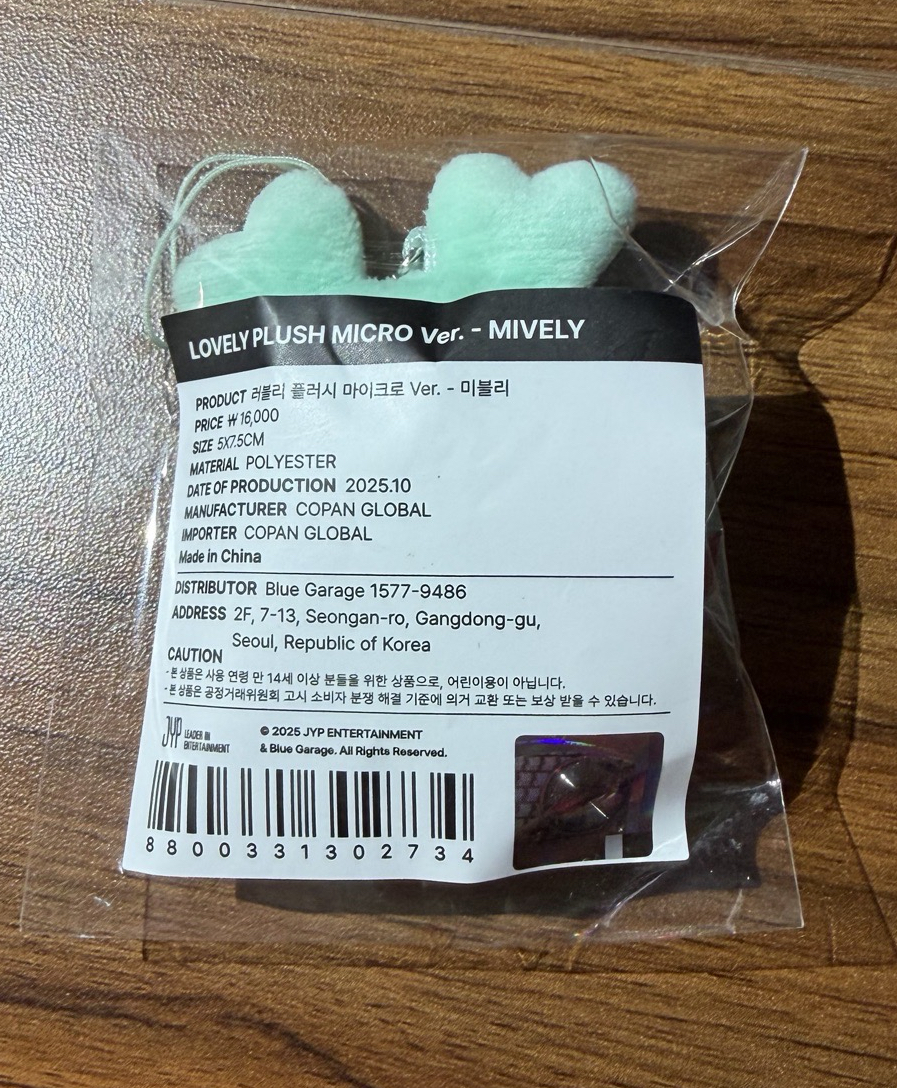 LOVELY PLUSH MICRO Ver. - MIVELY
PRODUCT 러블리 플러시 마이크로 Ver. - 미블리
PRICE ₩ 16,000
SIZE 5X7.5CM
MATERIAL POLYESTER
DATE OF PRODUCTION 2025.10
MANUFACTURER COPAN GLOBAL
IMPORTER COPAN GLOBAL
Made in China
DISTRIBUTOR Blue Garage 1577-9486
ADDRESS 2F, 7-13, Seongan-ro, Gangdong-gu,
Seoul, Republic of Korea
CAUTION
- 본 상품은 사용 연령 만 14세 이상 분들을 위한 상품으로, 어린이용이 아닙니다.
- 본 상품은 공정거래위원회 고시 소비자 분쟁 해결 기준에 의거 교환 또는 보상 받을 수 있습니다.
JYP LEADER IN
ENTERTAINMENT
© 2025 JYP ENTERTAINMENT
& Blue Garage. All Rights Reserved.
8800331302734